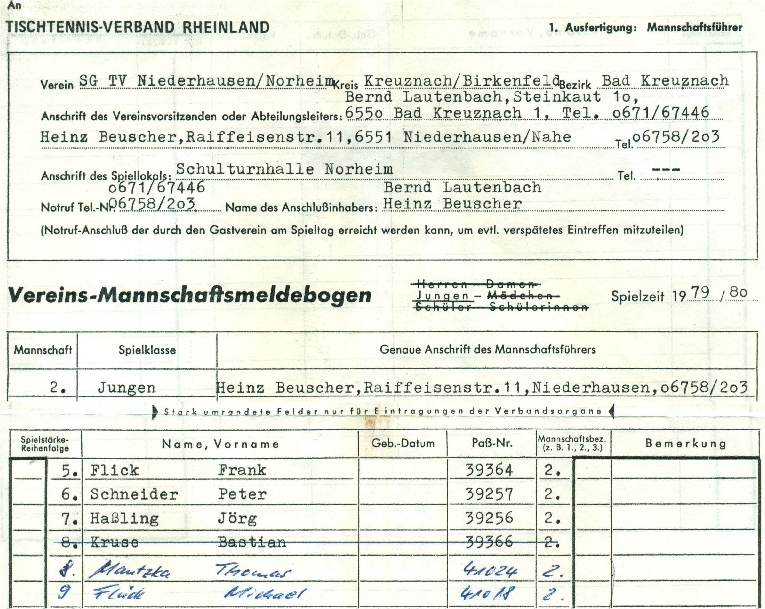 An
TISCHTENNIS-VERBAND RHEINLAND 1. Ausfertigung: Mannschaftsführer
Verein SG TV Niederhausen/Norheim Kreis Kreuznach/Birkenfeld Bezirk Bad Kreuznach
Bernd Lautenbach,Steinkaut 1o,
Anschrift des Vereinsvorsitzenden oder Abteilungsleiters: 655o Bad Kreuznach 1, Tel. o671/67446
Heinz Beuscher,Raiffeisenstr.11,6551 Niederhausen/Nahe Tel. o6758/2o3
Anschrift des Spiellokals: Schulturnhalle Norheim Tel. ---
o671/67446 Bernd Lautenbach
Notruf Tel.-Nr. 06758/2o3 Name des Anschlußinhabers: Heinz Beuscher
(Notruf-Anschluß der durch den Gastverein am Spieltag erreicht werden kann, um evtl. verspätetes Eintreffen mitzuteilen)
Herren - Damen
Vereins-Mannschaftsmeldebogen Jungen - Mädchen Spielzeit 1979/80
Schüler - Schülerinnen
Mannschaft Spielklasse Genaue Anschrift des Mannschaftsführers
2. Jungen Heinz Beuscher,Raiffeisenstr.11,Niederhausen,o6758/2o3
Stark umrandete Felder nur für Eintragungen der Verbandsorgane
Spielstärke-Reihenfolge Name, Vorname Geb.-Datum Paß-Nr. Mannschaftsbez. (z. B. 1., 2., 3.) Bemerkung
5. Flick Frank 39364 2.
6. Schneider Peter 39257 2.
7. Haßling Jörg 39256 2.
8. Kruse Bastian 39366 2.
8. Mantzka Thomas 41024 2.
9 Flück Michael 41018 2.